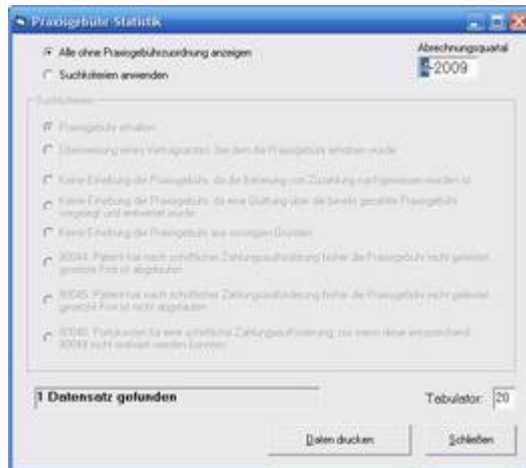 Praxisgebühr-Statistik
Alle ohne Praxisgebührzuordnung anzeigen
Suchkriterien anwenden
Abrechnungsquartal
-2009
Suchkriterien
Praxisgebühr erhalten
Überweisung eines Vertragsarztes, bei dem die Praxisgebühr erhoben wurde
Keine Erhebung der Praxisgebühr, da die Befreiung von Zuzahlung nachgewiesen worden ist
Keine Erhebung der Praxisgebühr, da eine Quittung über die bereits gezahlte Praxisgebühr
vorgelegt und entwertet wurde
Keine Erhebung der Praxisgebühr aus sonstigen Gründen
80044: Patient hat nach schriftlicher Zahlungsaufforderung bisher die Praxisgebühr nicht geleistet
gesetzte Frist ist abgelaufen
80045: Patient hat nach schriftlicher Zahlungsaufforderung bisher die Praxisgebühr nicht geleistet
gesetzte Frist ist nicht abgelaufen
Portokosten für eine schriftliche Zahlungsaufforderung, nur wenn diese entsprechend
80044 nicht realisiert werden konnten
1 Datensatz gefunden
Tabulator: 20
Daten drucken
Schließen